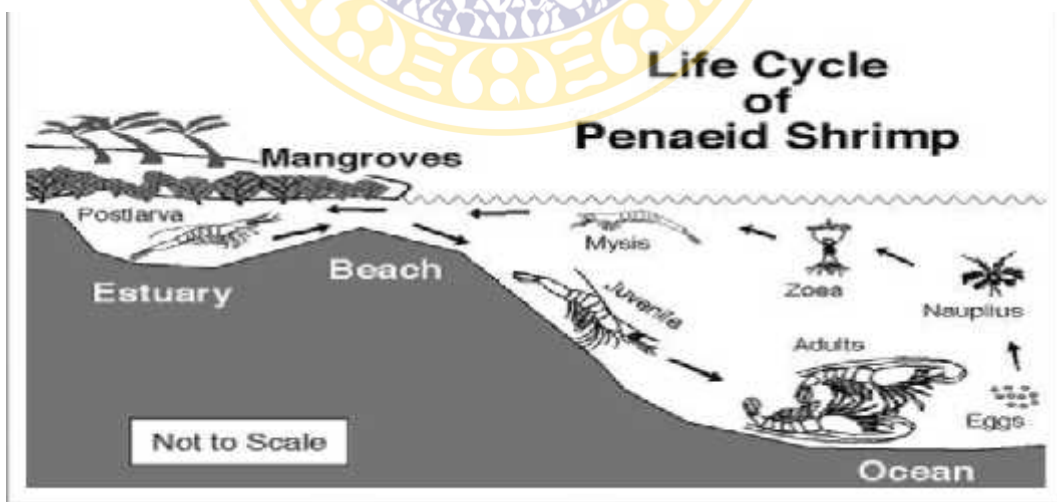 Life Cycle
of
Penaeid Shrimp
Mangroves
Postlarva
Mysis
Zoea
Nauplius
Estuary
Beach
Juvenile
Adults
Eggs
Not to Scale
Ocean